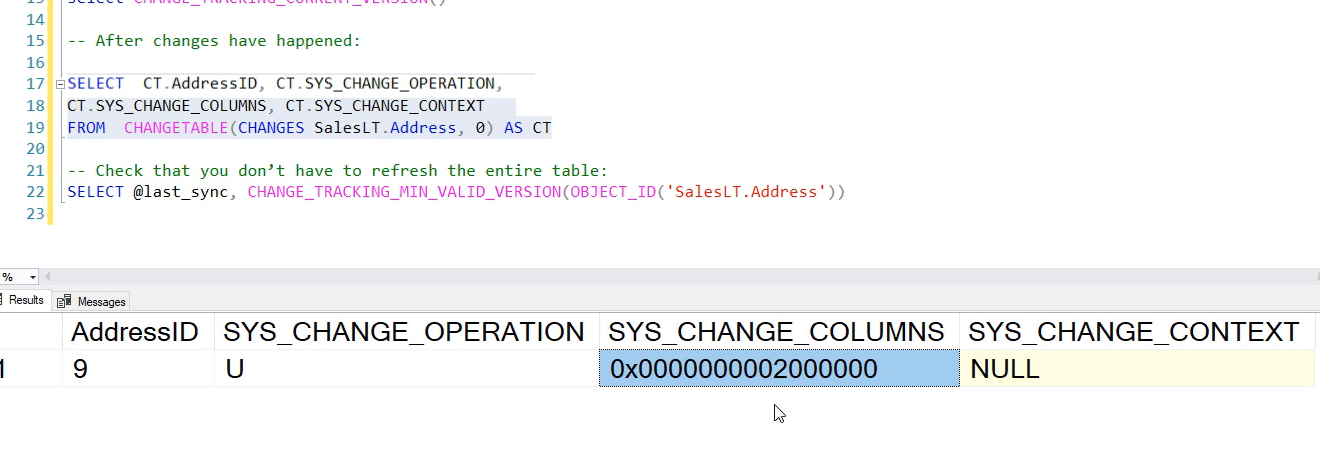 13 select CHANGE_TRACKING_CURRENT_VERSION()
14
15 -- After changes have happened:
16
17 SELECT  CT.AddressID, CT.SYS_CHANGE_OPERATION,
18 CT.SYS_CHANGE_COLUMNS, CT.SYS_CHANGE_CONTEXT
19 FROM  CHANGETABLE(CHANGES SalesLT.Address, 0) AS CT
20
21 -- Check that you don’t have to refresh the entire table:
22 SELECT @last_sync, CHANGE_TRACKING_MIN_VALID_VERSION(OBJECT_ID('SalesLT.Address'))
23
%
Results Messages
AddressID SYS_CHANGE_OPERATION SYS_CHANGE_COLUMNS SYS_CHANGE_CONTEXT
1 9 U 0x0000000002000000 NULL